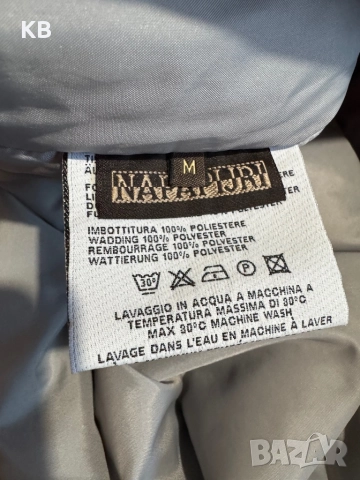 KB
M
NAPAPIJRI
IMBOTTITURA 100% POLIESTERE
WADDING 100% POLYESTER
REMBOURRAGE 100% POLYESTER
WATTIERUNG 100% POLYESTER
30°
P
LAVAGGIO IN ACQUA A MACCHINA A
TEMPERATURA MASSIMA DI 30°C
MAX 30°C MACHINE WASH
LAVAGE DANS L'EAU EN MACHINE À LAVER
BAZAR